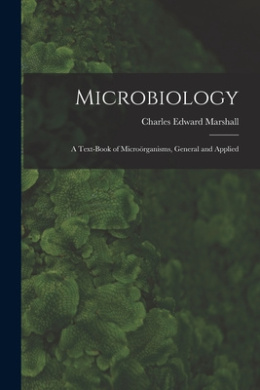 MICROBIOLOGY
Charles Edward Marshall
A Text-Book of Microörganisms, General and Applied